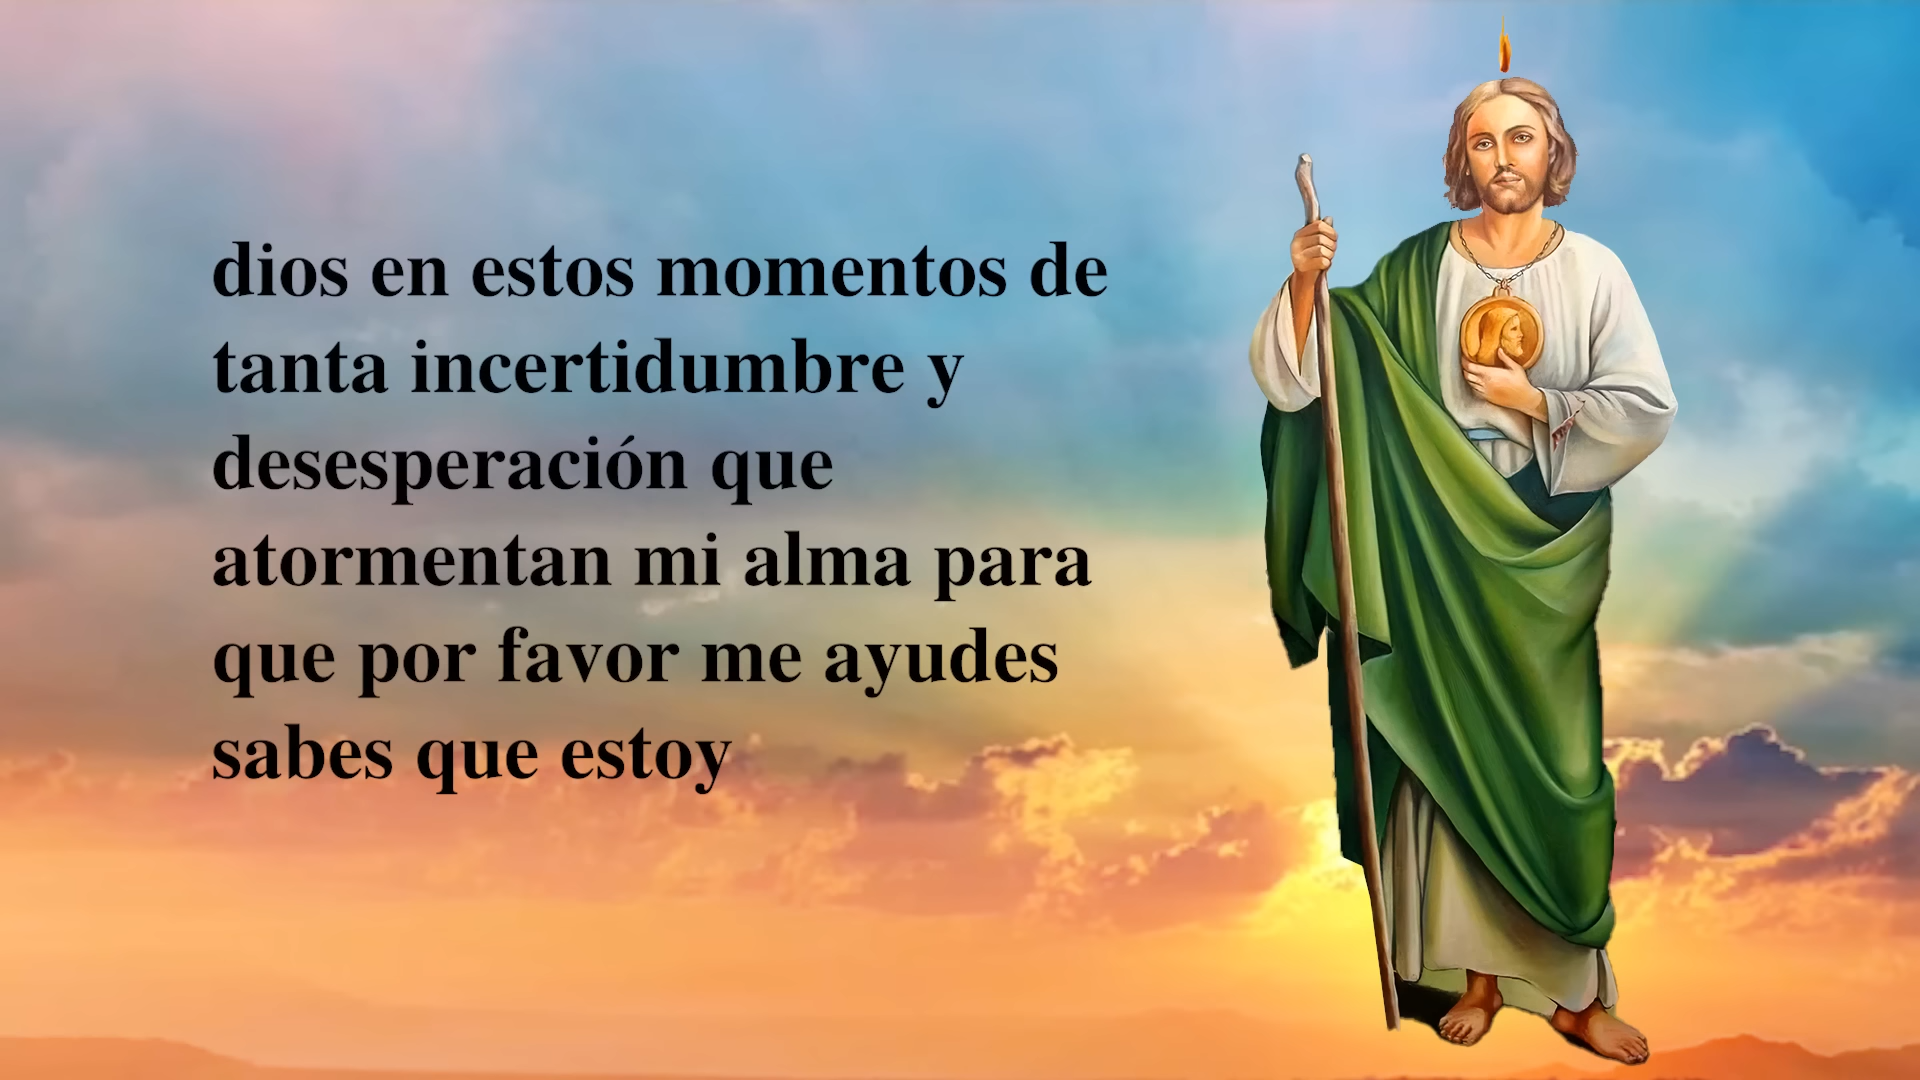 dios en estos momentos de
tanta incertidumbre y
desesperación que
atormentan mi alma para
que por favor me ayudes
sabes que estoy